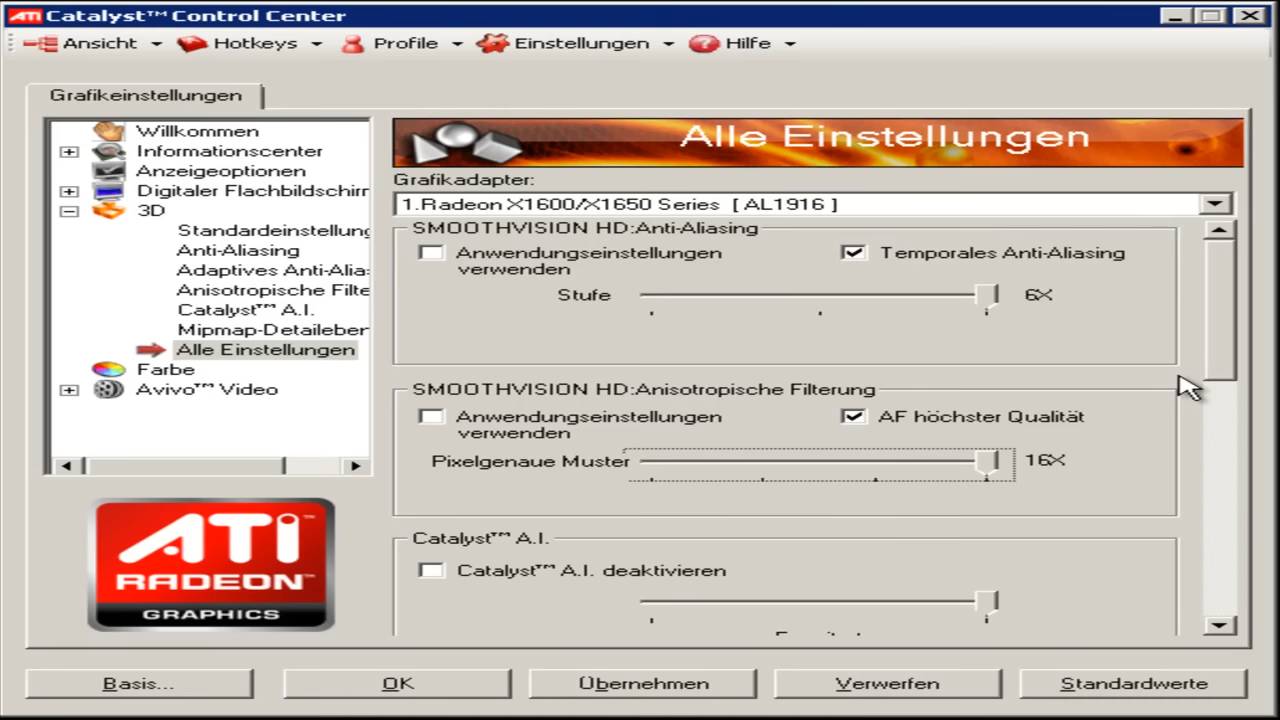 ATI Catalyst™ Control Center
Ansicht Hotkeys Profile Einstellungen Hilfe
Grafikeinstellungen
Willkommen
Informationscenter
Anzeigeoptionen
Digitaler Flachbildschirr
3D
Standardeinstellung
Anti-Aliasing
Adaptives Anti-Alia
Anisotropische Filte
Catalyst™ A.I.
Mipmap-Detaileber
Alle Einstellungen
Farbe
Avivo™ Video
ATi™
RADEON™
GRAPHICS
Alle Einstellungen
Grafikadapter:
1.Radeon X1600/X1650 Series [ AL1916 ]
SMOOTHVISION HD:Anti-Aliasing
Anwendungseinstellungen verwenden
Temporales Anti-Aliasing
Stufe 6X
SMOOTHVISION HD:Anisotropische Filterung
Anwendungseinstellungen verwenden
AF höchster Qualität
Pixelgenaue Muster 16X
Catalyst™ A.I.
Catalyst™ A.I. deaktivieren
Basis... OK Übernehmen Verwerfen Standardwerte